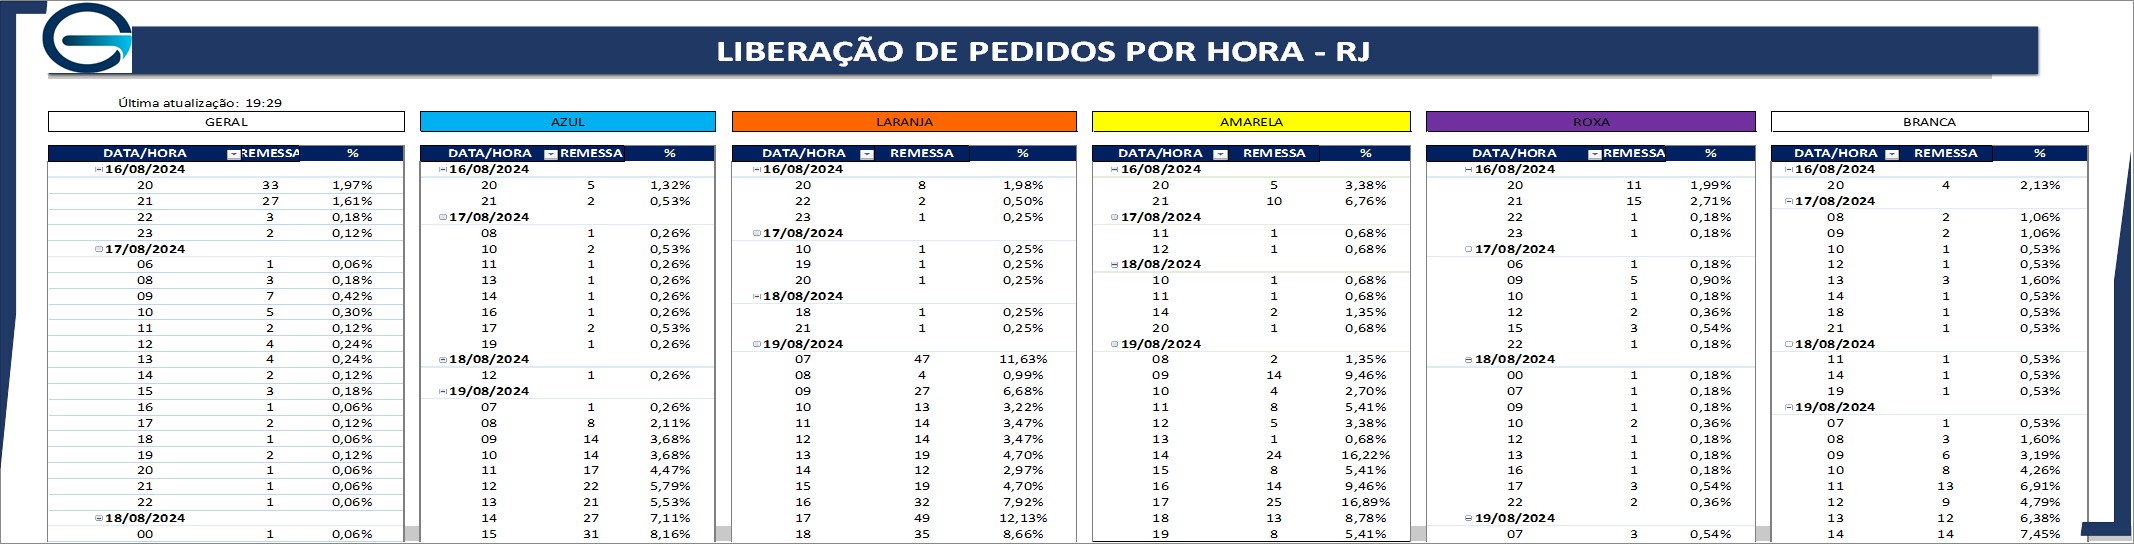 LIBERAÇÃO DE PEDIDOS POR HORA - RJ
Última atualização: 19:29
GERAL
DATA/HORA REMESSA %
16/08/2024
20 33 1,97%
21 27 1,61%
22 3 0,18%
23 2 0,12%
17/08/2024
06 1 0,06%
08 3 0,18%
09 7 0,42%
10 5 0,30%
11 2 0,12%
12 4 0,24%
13 4 0,24%
14 2 0,12%
15 3 0,18%
16 1 0,06%
17 2 0,12%
18 1 0,06%
19 2 0,12%
20 1 0,06%
21 1 0,06%
22 1 0,06%
18/08/2024
00 1 0,06%
AZUL
DATA/HORA REMESSA %
16/08/2024
20 5 1,32%
21 2 0,53%
17/08/2024
08 1 0,26%
10 2 0,53%
11 1 0,26%
13 1 0,26%
14 1 0,26%
16 1 0,26%
17 2 0,53%
19 1 0,26%
18/08/2024
12 1 0,26%
19/08/2024
07 1 0,26%
08 8 2,11%
09 14 3,68%
10 14 3,68%
11 17 4,47%
12 22 5,79%
13 21 5,53%
14 27 7,11%
15 31 8,16%
LARANJA
DATA/HORA REMESSA %
16/08/2024
20 8 1,98%
22 2 0,50%
23 1 0,25%
17/08/2024
10 1 0,25%
19 1 0,25%
20 1 0,25%
18/08/2024
18 1 0,25%
21 1 0,25%
19/08/2024
07 47 11,63%
08 4 0,99%
09 27 6,68%
10 13 3,22%
11 14 3,47%
12 14 3,47%
13 19 4,70%
14 12 2,97%
15 19 4,70%
16 32 7,92%
17 49 12,13%
18 35 8,66%
AMARELA
DATA/HORA REMESSA %
16/08/2024
20 5 3,38%
21 10 6,76%
17/08/2024
11 1 0,68%
12 1 0,68%
18/08/2024
10 1 0,68%
11 1 0,68%
14 2 1,35%
20 1 0,68%
19/08/2024
08 2 1,35%
09 14 9,46%
10 4 2,70%
11 8 5,41%
12 5 3,38%
13 1 0,68%
14 24 16,22%
15 8 5,41%
16 14 9,46%
17 25 16,89%
18 13 8,78%
19 8 5,41%
ROXA
DATA/HORA REMESSA %
16/08/2024
20 11 1,99%
21 15 2,71%
22 1 0,18%
23 1 0,18%
17/08/2024
06 1 0,18%
09 5 0,90%
10 1 0,18%
12 2 0,36%
15 3 0,54%
22 1 0,18%
18/08/2024
00 1 0,18%
07 1 0,18%
09 1 0,18%
10 2 0,36%
12 1 0,18%
13 1 0,18%
16 1 0,18%
17 3 0,54%
22 2 0,36%
19/08/2024
07 3 0,54%
BRANCA
DATA/HORA REMESSA %
16/08/2024
20 4 2,13%
17/08/2024
08 2 1,06%
09 2 1,06%
10 1 0,53%
12 1 0,53%
13 3 1,60%
14 1 0,53%
18 1 0,53%
21 1 0,53%
18/08/2024
11 1 0,53%
14 1 0,53%
19 1 0,53%
19/08/2024
07 1 0,53%
08 3 1,60%
09 6 3,19%
10 8 4,26%
11 13 6,91%
12 9 4,79%
13 12 6,38%
14 14 7,45%